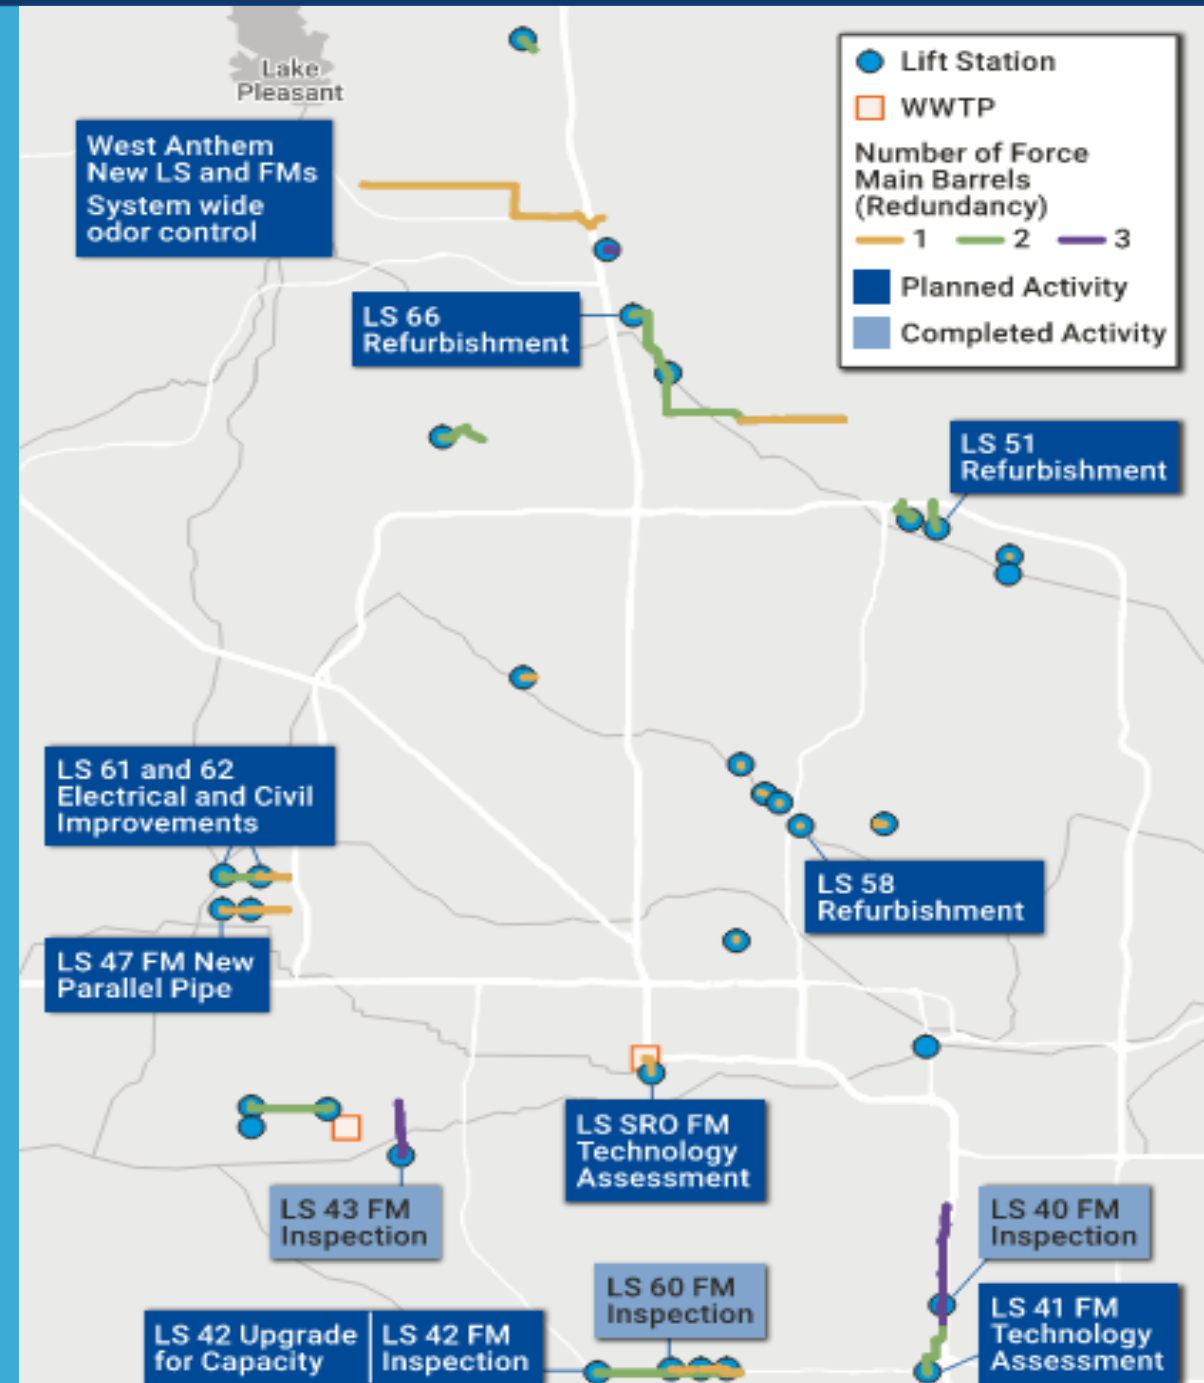 Lake
Pleasant
Lift Station
WWTP
Number of Force
Main Barrels
(Redundancy)
1 2 3
Planned Activity
Completed Activity
West Anthem
New LS and FMs
System wide
odor control
LS 66
Refurbishment
LS 51
Refurbishment
LS 61 and 62
Electrical and Civil
Improvements
LS 58
Refurbishment
LS 47 FM New
Parallel Pipe
LS SRO FM
Technology
Assessment
LS 43 FM
Inspection
LS 40 FM
Inspection
LS 60 FM
Inspection
LS 41 FM
Technology
Assessment
LS 42 Upgrade
for Capacity
LS 42 FM
Inspection